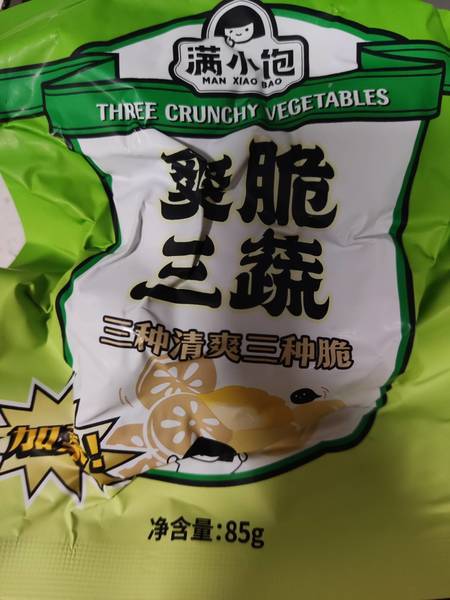 满小饱
MAN XIAO BAO
THREE CRUNCHY VEGETABLES
爽脆
三蔬
三种清爽三种脆
净含量:85g